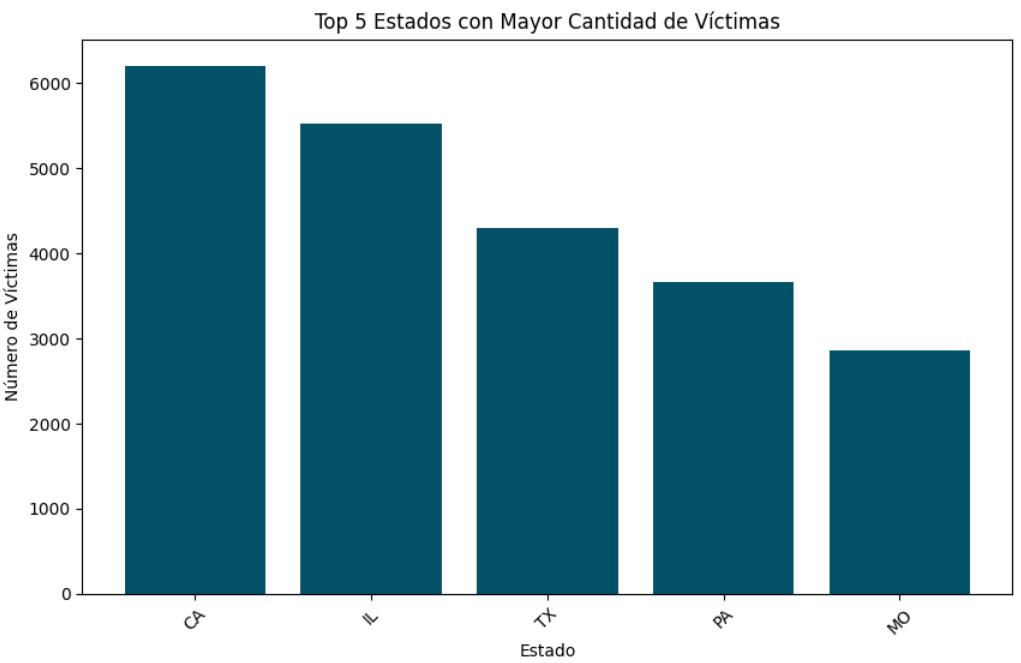 Top 5 Estados con Mayor Cantidad de Víctimas
Número de Víctimas
6000
5000
4000
3000
2000
1000
0
CA
IL
TX
PA
MO
Estado